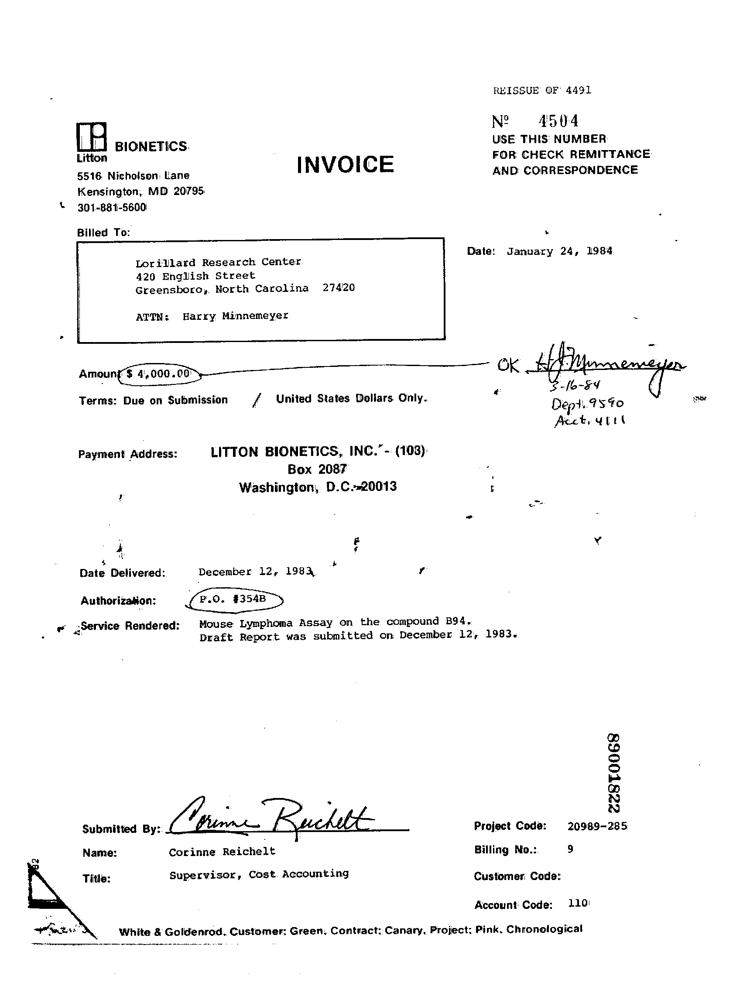 REISSUE OF 4491
Nº 4504
USE THIS NUMBER
FOR CHECK REMITTANCE
AND CORRESPONDENCE
BIONETICS
Litton
INVOICE
5516 Nicholson Lane
Kensington, MD 20795
301-881-5600
Billed To:
Date: January 24, 1984
Lorillard Research Center
420 English Street
Greensboro, North Carolina 27420
ATTN: Harry Minnemeyer
Amount $ 4,000.00
OK HJMinnemeyer
3-16-84
Dept. 9590
Acct. 4111
Terms: Due on Submission / United States Dollars Only.
Payment Address: LITTON BIONETICS, INC. - (103)
Box 2087
Washington, D.C. 20013
Date Delivered: December 12, 1983
Authorization: P.O. #354B
Service Rendered: Mouse Lymphoma Assay on the compound B94.
Draft Report was submitted on December 12, 1983.
89001822
Submitted By: Corinne Reichelt
Project Code: 20989-285
Name: Corinne Reichelt
Billing No.: 9
Title: Supervisor, Cost Accounting
Customer Code:
Account Code: 110
White & Goldenrod, Customer; Green, Contract; Canary, Project; Pink, Chronological